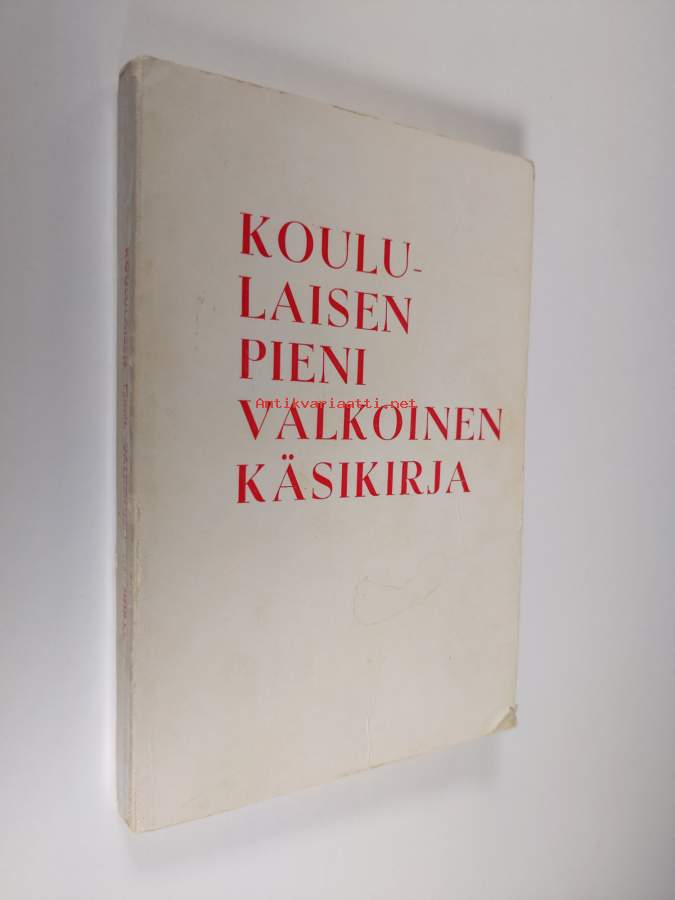 KOULU-
LAISEN
PIENI
Antikvariaatti.net
VALKOINEN
KÄSIKIRJA